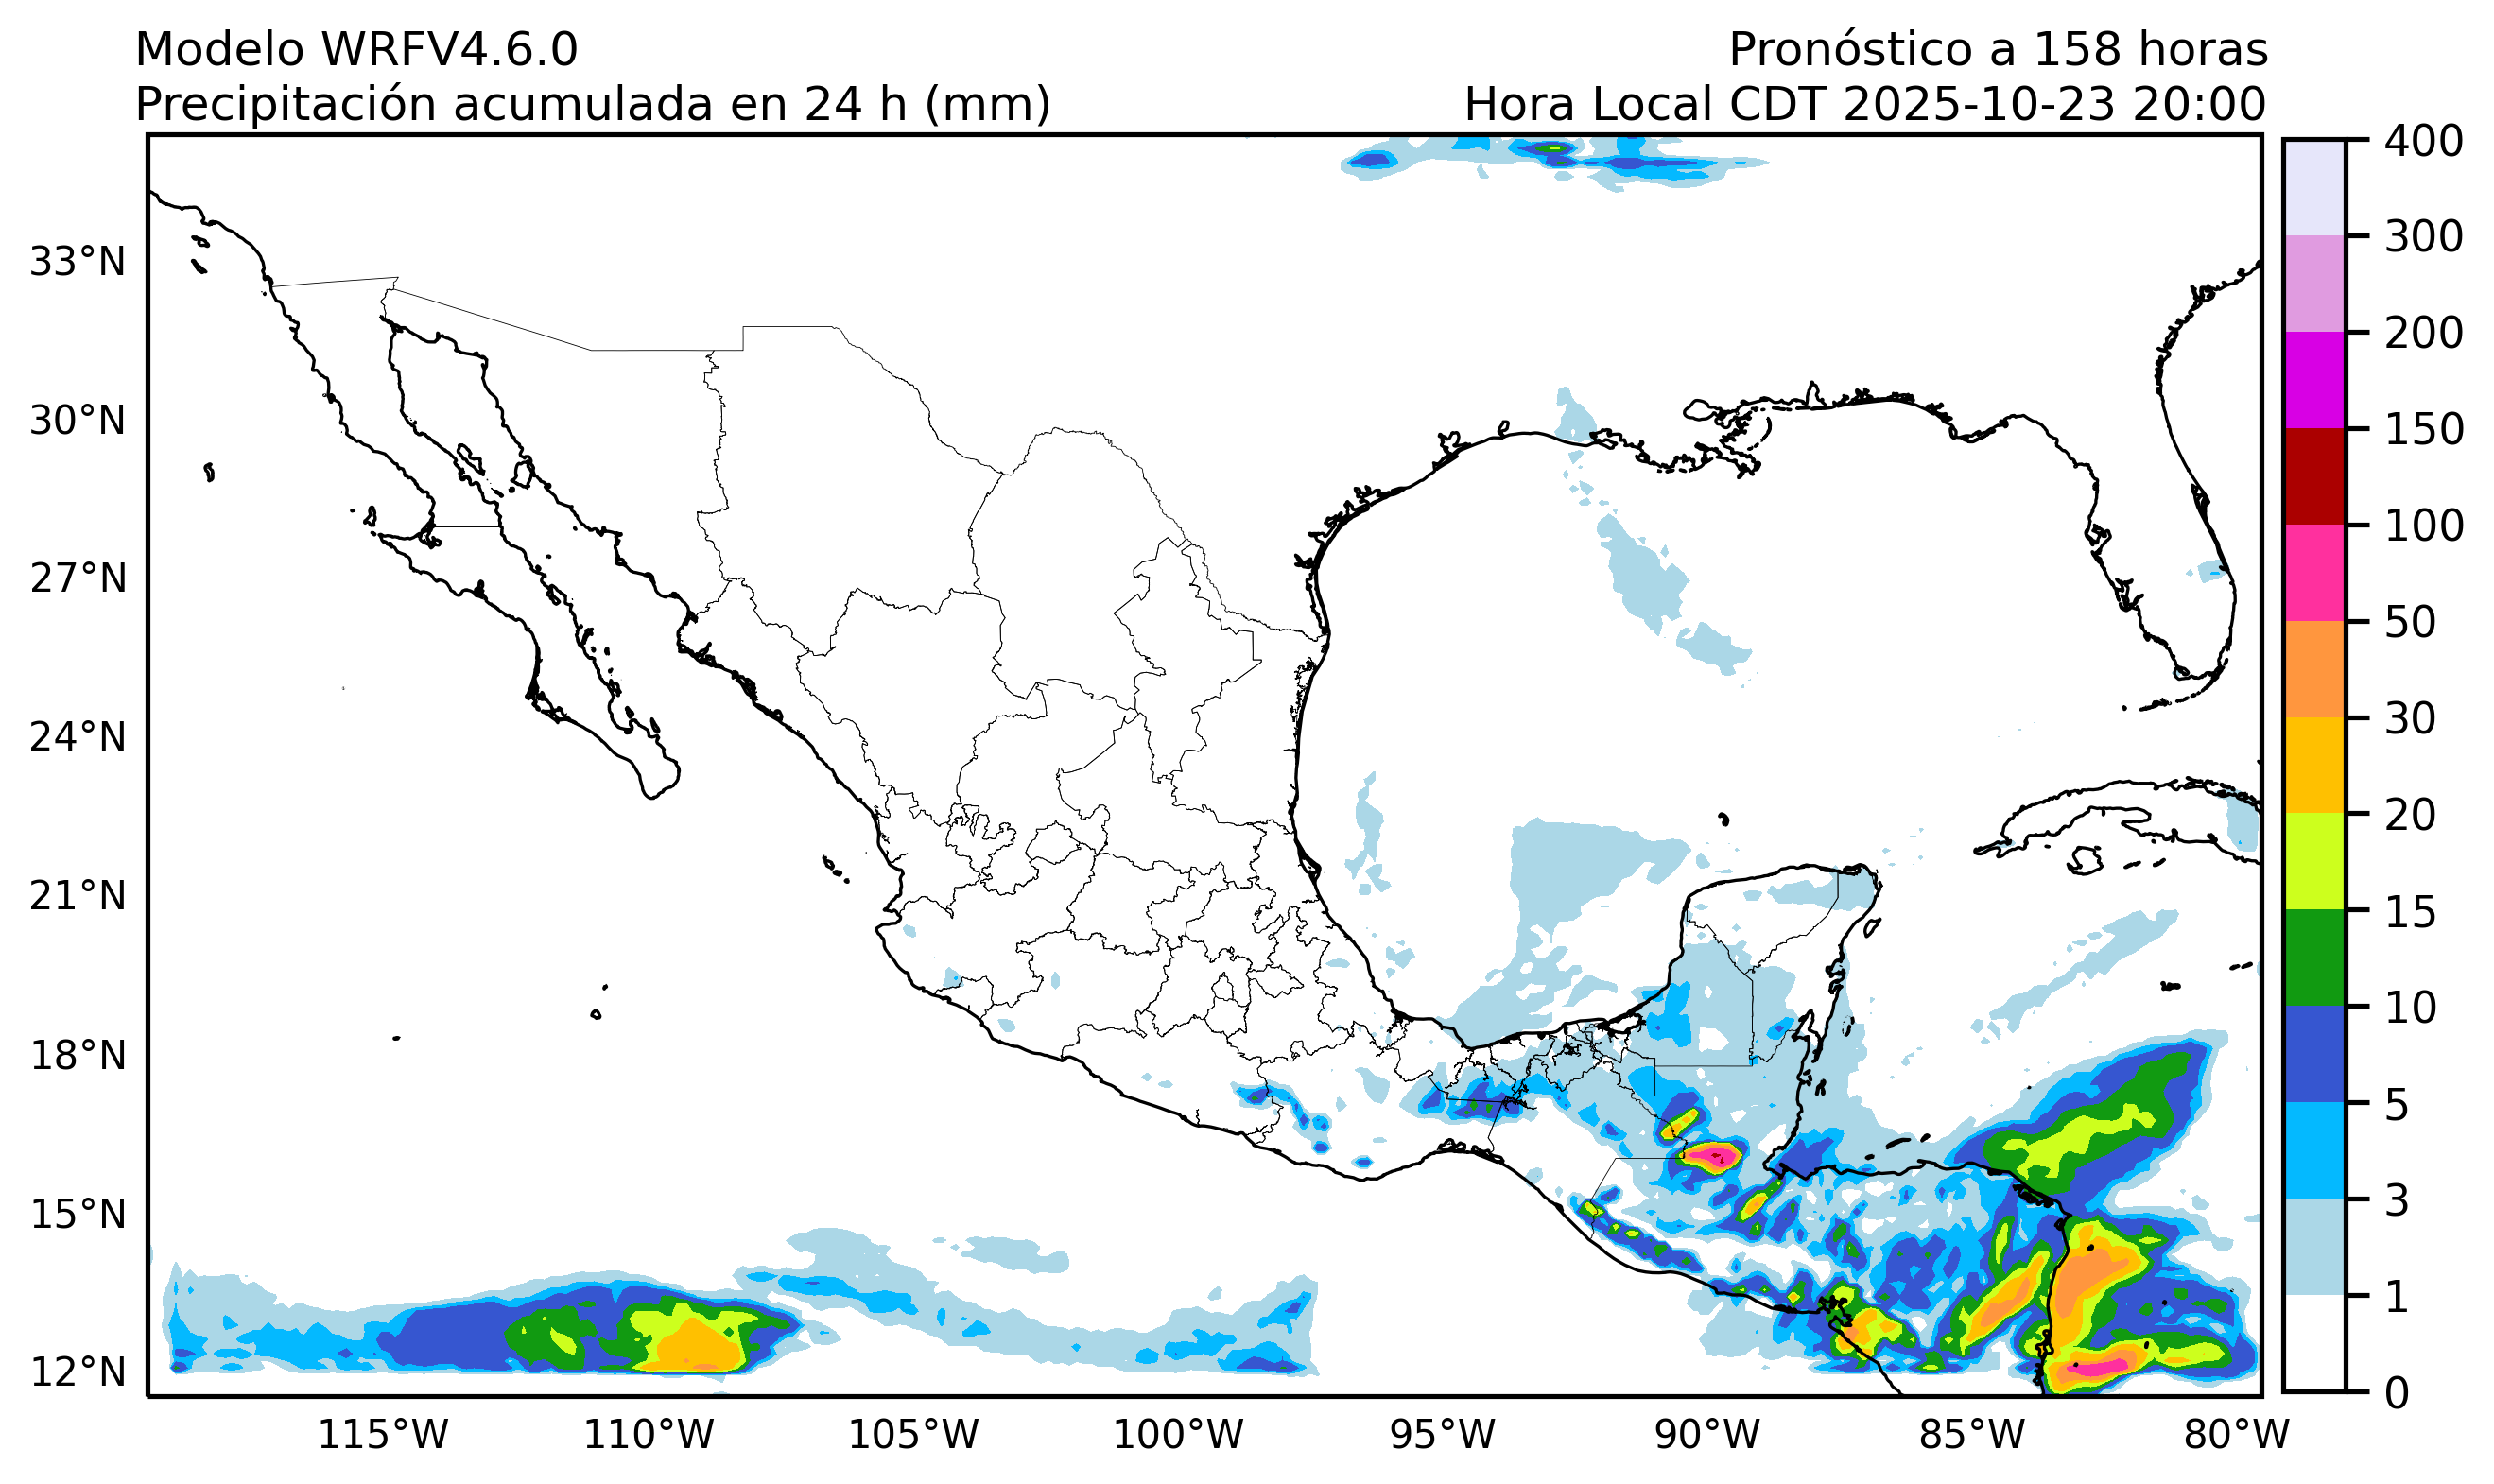 Modelo WRFV4.6.0
Pronóstico a 158 horas
Precipitación acumulada en 24 h (mm)
Hora Local CDT 2025-10-23 20:00
400
300
200
150
100
50
30
20
15
10
5
3
1
0
33°N
30°N
27°N
24°N
21°N
18°N
15°N
12°N
115°W
110°W
105°W
100°W
95°W
90°W
85°W
80°W